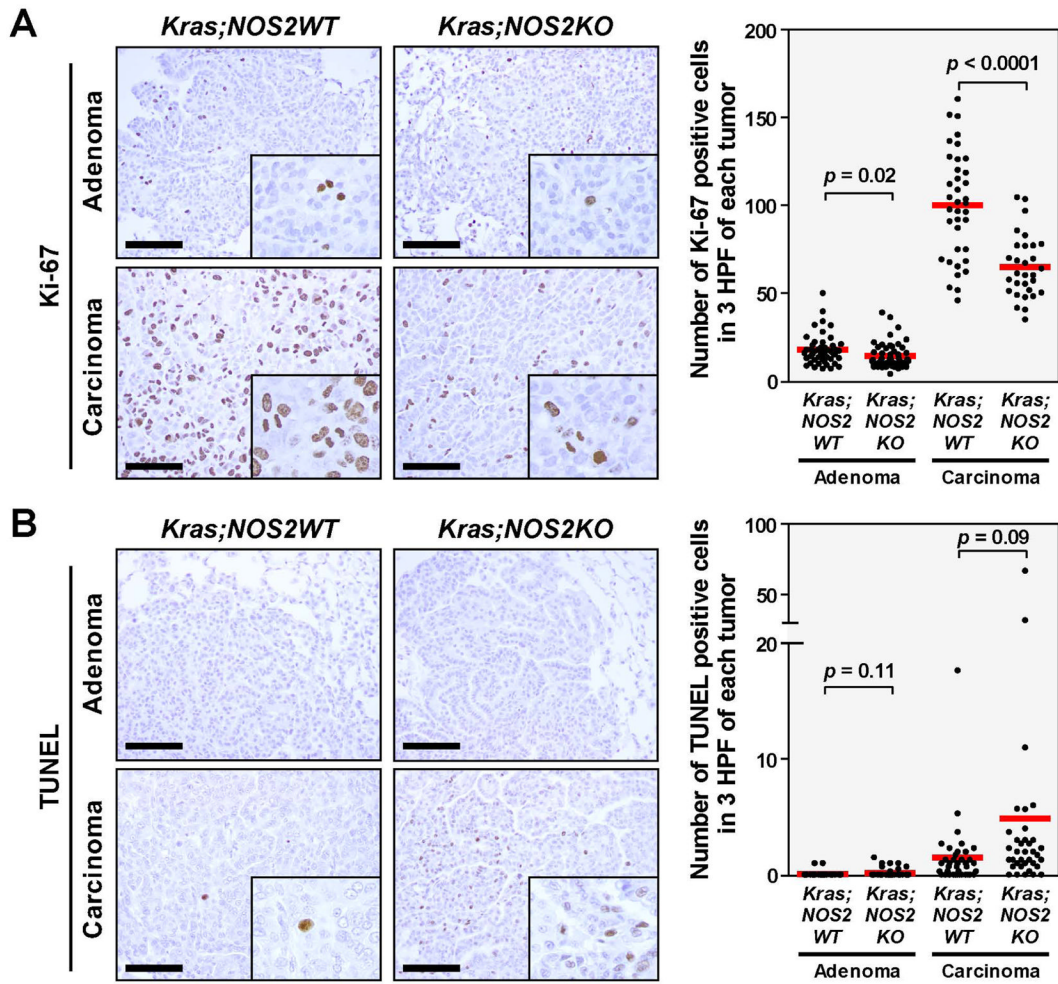 A
Kras;NOS2WT
Kras;NOS2KO
Ki-67
Adenoma
Carcinoma
Number of Ki-67 positive cells
in 3 HPF of each tumor
200
150
100
50
0
p = 0.02
p < 0.0001
Kras; Kras; Kras; Kras;
NOS2 NOS2 NOS2 NOS2
WT KO WT KO
Adenoma Carcinoma
B
Kras;NOS2WT
Kras;NOS2KO
TUNEL
Adenoma
Carcinoma
Number of TUNEL positive cells
in 3 HPF of each tumor
100
50
20
10
0
p = 0.11
p = 0.09
Kras; Kras; Kras; Kras;
NOS2 NOS2 NOS2 NOS2
WT KO WT KO
Adenoma Carcinoma